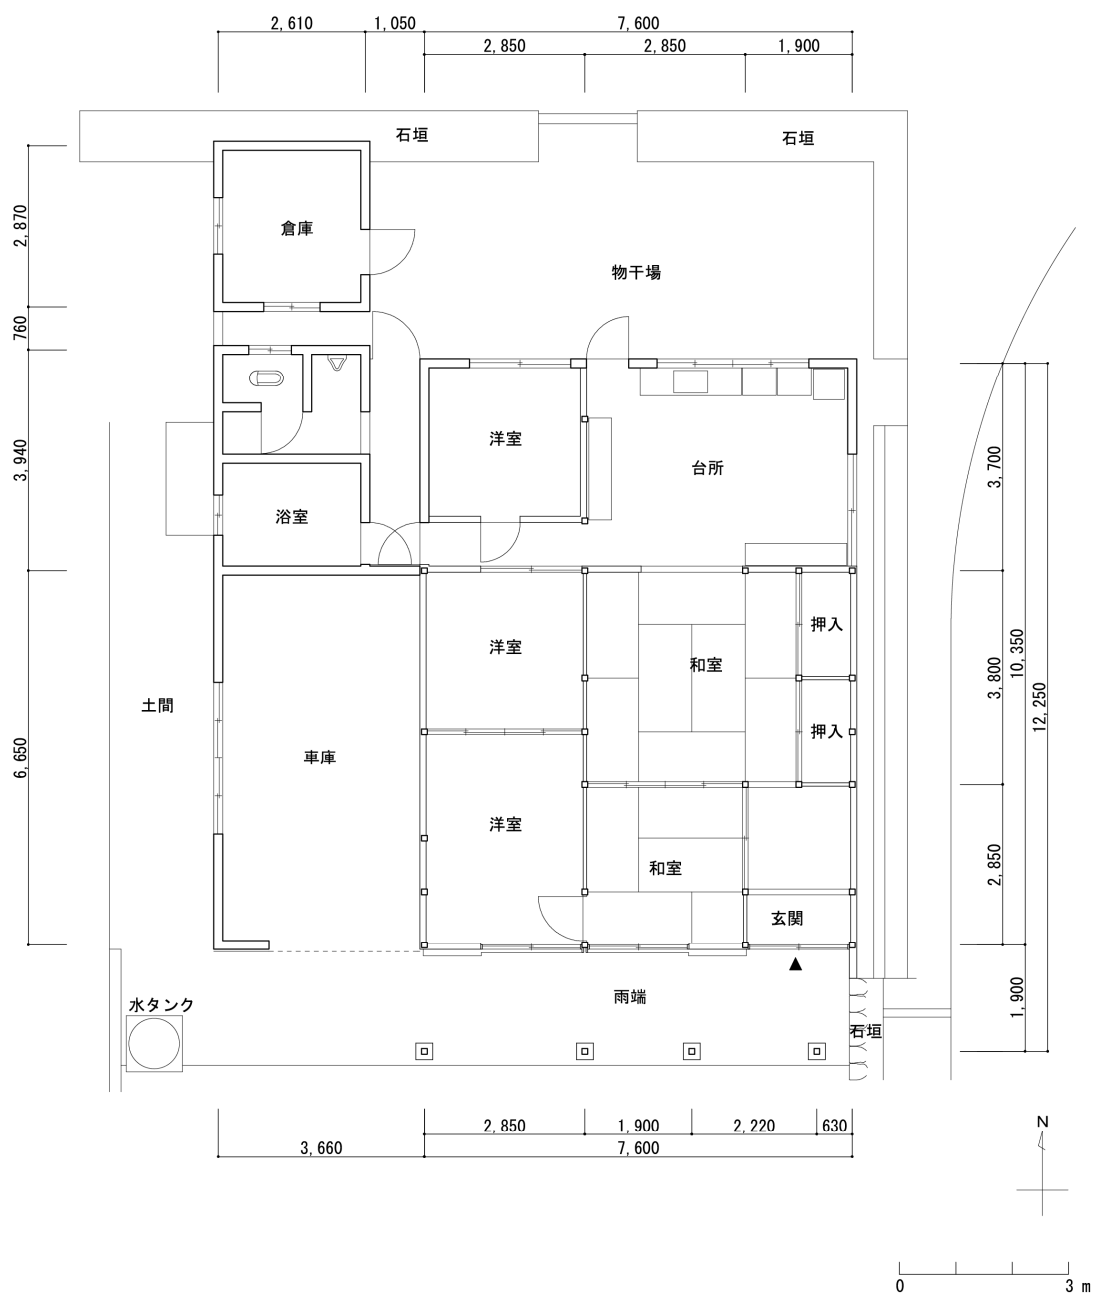 2,610
1,050
7,600
2,850
2,850
1,900
石垣
石垣
2,870
倉庫
物干場
760
3,940
洋室
台所
3,700
浴室
押入
洋室
和室
3,800
10,350
12,250
土間
押入
6,650
車庫
洋室
2,850
和室
玄関
雨端
1,900
水タンク
石垣
2,850
1,900
2,220
630
3,660
7,600
N
0
3 m